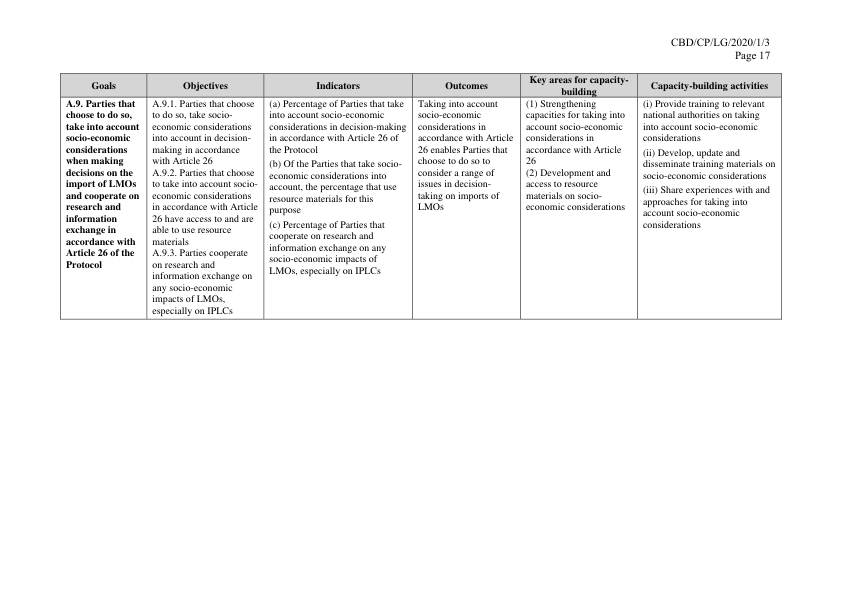 CBD/CP/LG/2020/1/3
Page 17
Goals
Objectives
Indicators
Outcomes
Key areas for capacity-
building
Capacity-building activities
A.9. Parties that
choose to do so,
take into account
socio-economic
considerations
when making
decisions on the
import of LMOs
and cooperate on
research and
information
exchange in
accordance with
Article 26 of the
Protocol
A.9.1. Parties that choose
to do so, take socio-
economic considerations
into account in decision-
making in accordance
with Article 26
A.9.2. Parties that choose
to take into account socio-
economic considerations
in accordance with Article
26 have access to and are
able to use resource
materials
A.9.3. Parties cooperate
on research and
information exchange on
any socio-economic
impacts of LMOs,
especially on IPLCs
(a) Percentage of Parties that take
into account socio-economic
considerations in decision-making
in accordance with Article 26 of
the Protocol
(b) Of the Parties that take socio-
economic considerations into
account, the percentage that use
resource materials for this
purpose
(c) Percentage of Parties that
cooperate on research and
information exchange on any
socio-economic impacts of
LMOs, especially on IPLCs
Taking into account
socio-economic
considerations in
accordance with Article
26 enables Parties that
choose to do so to
consider a range of
issues in decision-
taking on imports of
LMOs
(1) Strengthening
capacities for taking into
account socio-economic
considerations in
accordance with Article
26
(2) Development and
access to resource
materials on socio-
economic considerations
(i) Provide training to relevant
national authorities on taking
into account socio-economic
considerations
(ii) Develop, update and
disseminate training materials on
socio-economic considerations
(iii) Share experiences with and
approaches for taking into
account socio-economic
considerations